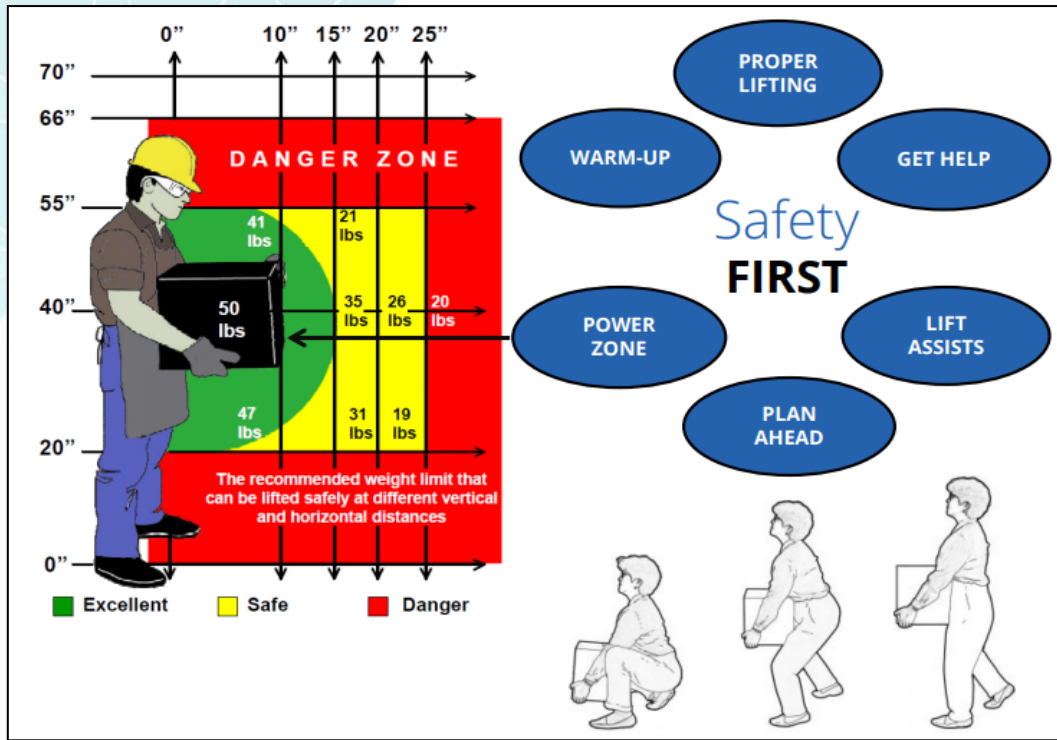 0” 10” 15” 20” 25”
70”
66”
DANGER ZONE
55”
41
lbs
21
lbs
40”
50
lbs
35
lbs
26
lbs
20
lbs
47
lbs
31
lbs
19
lbs
20”
The recommended weight limit that
can be lifted safely at different vertical
and horizontal distances
0”
Excellent
Safe
Danger
PROPER
LIFTING
WARM-UP
GET HELP
Safety
FIRST
POWER
ZONE
LIFT
ASSISTS
PLAN
AHEAD